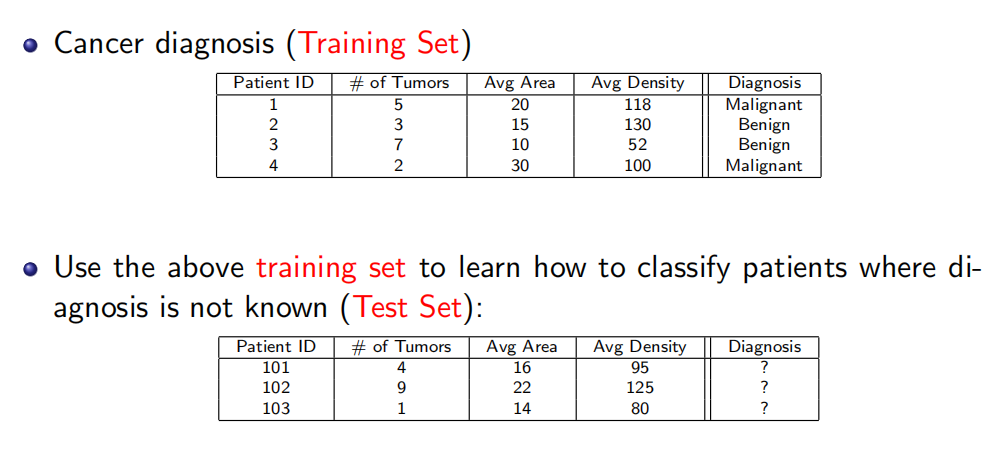 Cancer diagnosis (Training Set)
Patient ID # of Tumors Avg Area Avg Density Diagnosis
1 5 20 118 Malignant
2 3 15 130 Benign
3 7 10 52 Benign
4 2 30 100 Malignant
Use the above training set to learn how to classify patients where di-
agnosis is not known (Test Set):
Patient ID # of Tumors Avg Area Avg Density Diagnosis
101 4 16 95 ?
102 9 22 125 ?
103 1 14 80 ?